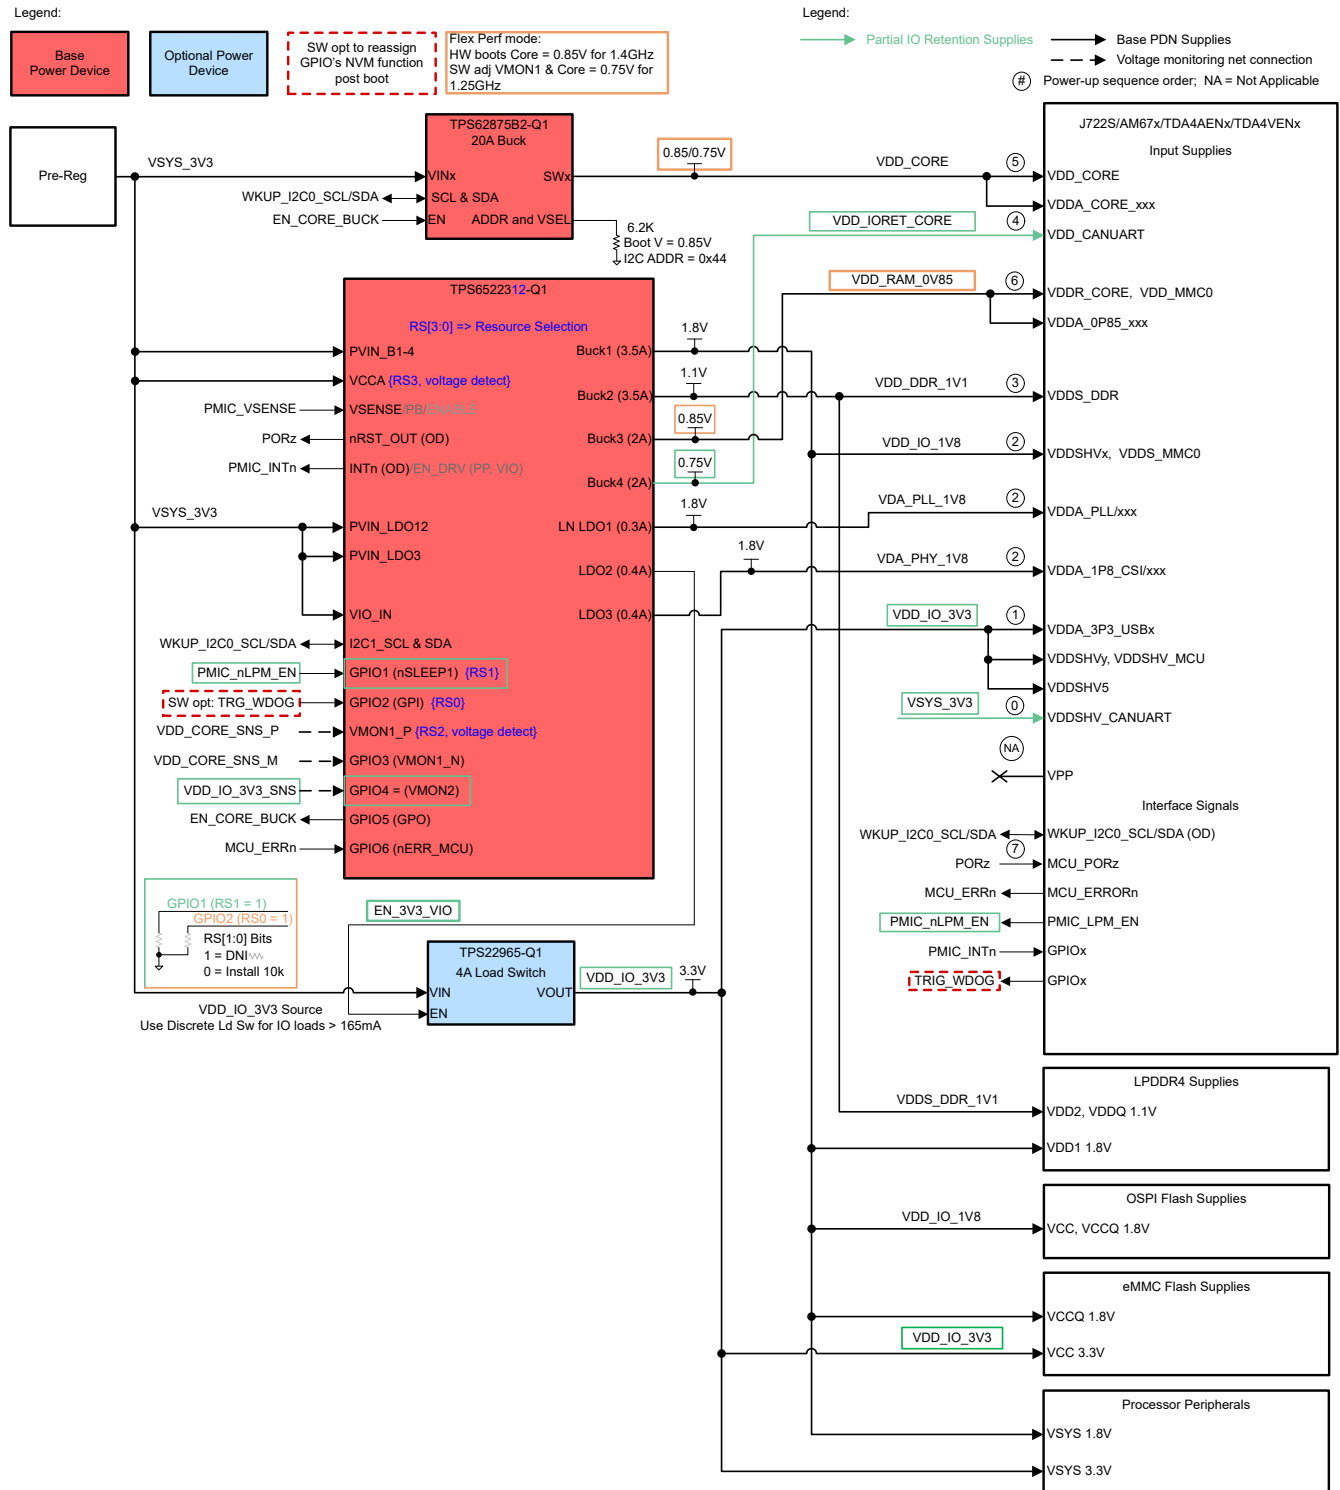 Legend:
Base
Power Device
Optional Power
Device
SW opt to reassign
GPIO's NVM function
post boot
Flex Perf mode:
HW boots Core = 0.85V for 1.4GHz
SW adj VMON1 & Core = 0.75V for
1.25GHz
Legend:
Partial IO Retention Supplies
Base PDN Supplies
Voltage monitoring net connection
# Power-up sequence order; NA = Not Applicable
Pre-Reg
VSYS_3V3
TPS62875B2-Q1
20A Buck
VINx
SWx
WKUP_I2C0_SCL/SDA
SCL & SDA
EN_CORE_BUCK
EN
ADDR and VSEL
6.2K
Boot V = 0.85V
I2C ADDR = 0x44
0.85/0.75V
VDD_CORE
VDD_IORET_CORE
VDD_RAM_0V85
TPS6522312-Q1
RS[3:0] => Resource Selection
PVIN_B1-4
VCCA {RS3, voltage detect}
PMIC_VSENSE
VSENSE/PB/ENABLE
PORz
nRST_OUT (OD)
PMIC_INTn
INTn (OD)/EN_DRV (PP, VIO)
VSYS_3V3
PVIN_LDO12
PVIN_LDO3
VIO_IN
WKUP_I2C0_SCL/SDA
I2C1_SCL & SDA
PMIC_nLPM_EN
GPIO1 (nSLEEP1) {RS1}
SW opt: TRG_WDOG
GPIO2 (GPI) {RS0}
VDD_CORE_SNS_P
VMON1_P {RS2, voltage detect}
VDD_CORE_SNS_M
GPIO3 (VMON1_N)
VDD_IO_3V3_SNS
GPIO4 = (VMON2)
EN_CORE_BUCK
GPIO5 (GPO)
MCU_ERRn
GPIO6 (nERR_MCU)
Buck1 (3.5A)
1.8V
Buck2 (3.5A)
1.1V
Buck3 (2A)
0.85V
Buck4 (2A)
0.75V
LN LDO1 (0.3A)
1.8V
LDO2 (0.4A)
LDO3 (0.4A)
1.8V
VDD_DDR_1V1
VDD_IO_1V8
VDA_PLL_1V8
VDA_PHY_1V8
VDD_IO_3V3
VSYS_3V3
J722S/AM67x/TDA4AENx/TDA4VENx
Input Supplies
5
VDD_CORE
VDDA_CORE_xxx
4
VDD_CANUART
6
VDDR_CORE, VDD_MMC0
VDDA_0P85_xxx
3
VDDS_DDR
2
VDDSHVx, VDDS_MMC0
2
VDDA_PLL/xxx
2
VDDA_1P8_CSI/xxx
1
VDDA_3P3_USBx
VDDSHVy, VDDSHV_MCU
VDDSHV5
0
VDDSHV_CANUART
NA
VPP
Interface Signals
WKUP_I2C0_SCL/SDA
WKUP_I2C0_SCL/SDA (OD)
7
PORz
MCU_PORz
MCU_ERRn
MCU_ERRORn
PMIC_nLPM_EN
PMIC_LPM_EN
PMIC_INTn
GPIOx
TRIG_WDOG
GPIOx
GPIO1 (RS1 = 1)
GPIO2 (RS0 = 1)
RS[1:0] Bits
1 = DNI
0 = Install 10k
EN_3V3_VIO
TPS22965-Q1
4A Load Switch
VIN
VOUT
EN
VDD_IO_3V3
3.3V
VDD_IO_3V3 Source
Use Discrete Ld Sw for IO loads > 165mA
LPDDR4 Supplies
VDDS_DDR_1V1
VDD2, VDDQ 1.1V
VDD1 1.8V
OSPI Flash Supplies
VDD_IO_1V8
VCC, VCCQ 1.8V
eMMC Flash Supplies
VCCQ 1.8V
VDD_IO_3V3
VCC 3.3V
Processor Peripherals
VSYS 1.8V
VSYS 3.3V